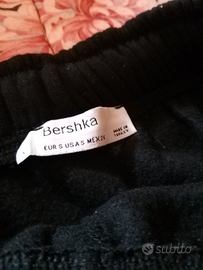 Bershka
EUR S USA S MEX
MADE IN
subito